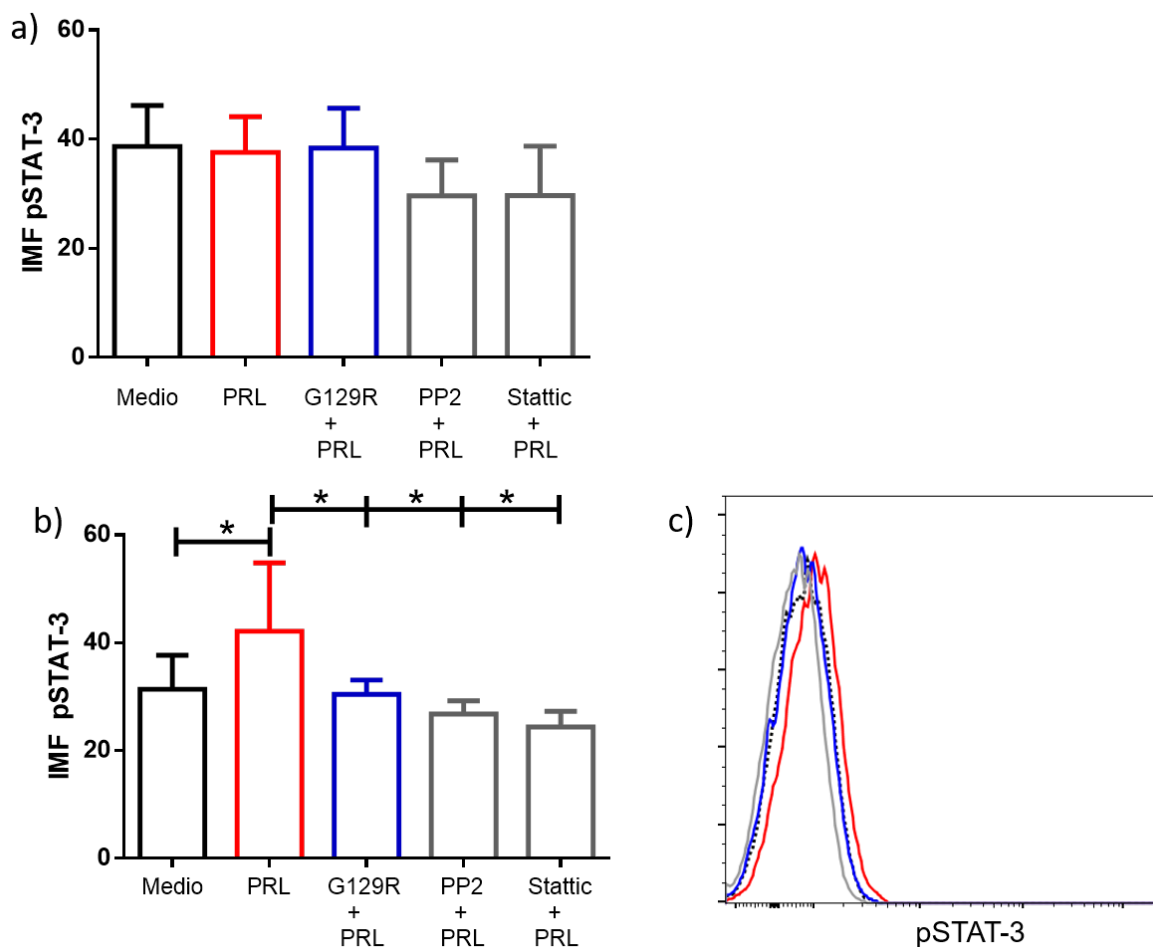 a)
60
40
20
0
IMF pSTAT-3
Medio PRL G129R PP2 Stattic
+ + +
PRL PRL PRL
b)
* * * *
60
40
20
0
IMF pSTAT-3
Medio PRL G129R PP2 Stattic
+ + +
PRL PRL PRL
c)
pSTAT-3